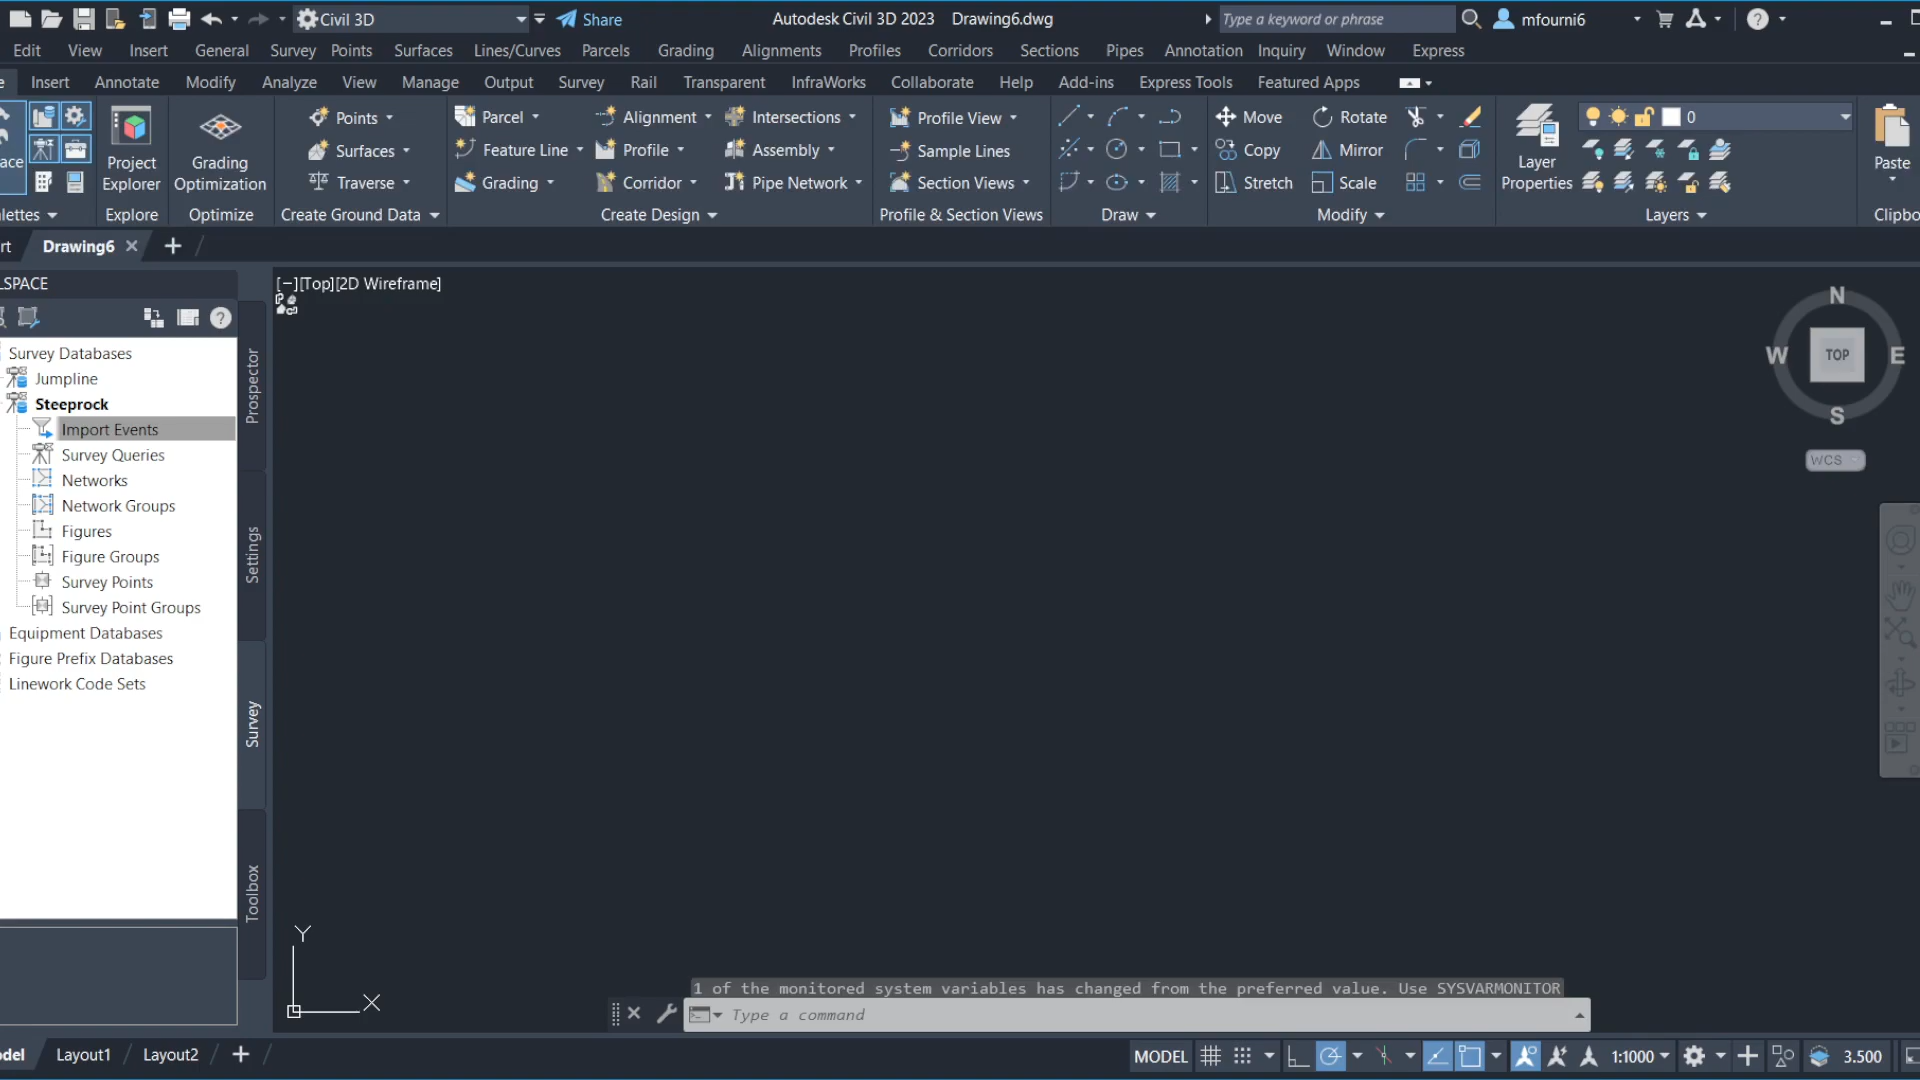 Civil 3D
Share
Autodesk Civil 3D 2023 Drawing6.dwg
Type a keyword or phrase
mfourni6
Edit View Insert General Survey Points Surfaces Lines/Curves Parcels Grading Alignments Profiles Corridors Sections Pipes Annotation Inquiry Window Express
Insert Annotate Modify Analyze View Manage Output Survey Rail Transparent InfraWorks Collaborate Help Add-ins Express Tools Featured Apps
Points Parcel Alignment Intersections Profile View Move Rotate 0
Surfaces Feature Line Profile Assembly Sample Lines Copy Mirror
Project Explorer
Grading Optimization
Layer Properties
Paste
Traverse Grading Corridor Pipe Network Section Views Stretch Scale
lettes Explore Optimize Create Ground Data Create Design Profile & Section Views Draw Modify Layers Clipbo
rt Drawing6
LSPACE
[−][Top][2D Wireframe]
N
W TOP E
S
WCS
Survey Databases
Jumpline
Steeprock
Import Events
Survey Queries
Networks
Network Groups
Figures
Figure Groups
Survey Points
Survey Point Groups
Equipment Databases
Figure Prefix Databases
Linework Code Sets
Prospector
Settings
Survey
Toolbox
Y
X
1 of the monitored system variables has changed from the preferred value. Use SYSVARMONITOR
Type a command
odel Layout1 Layout2
MODEL 1:1000 3.500